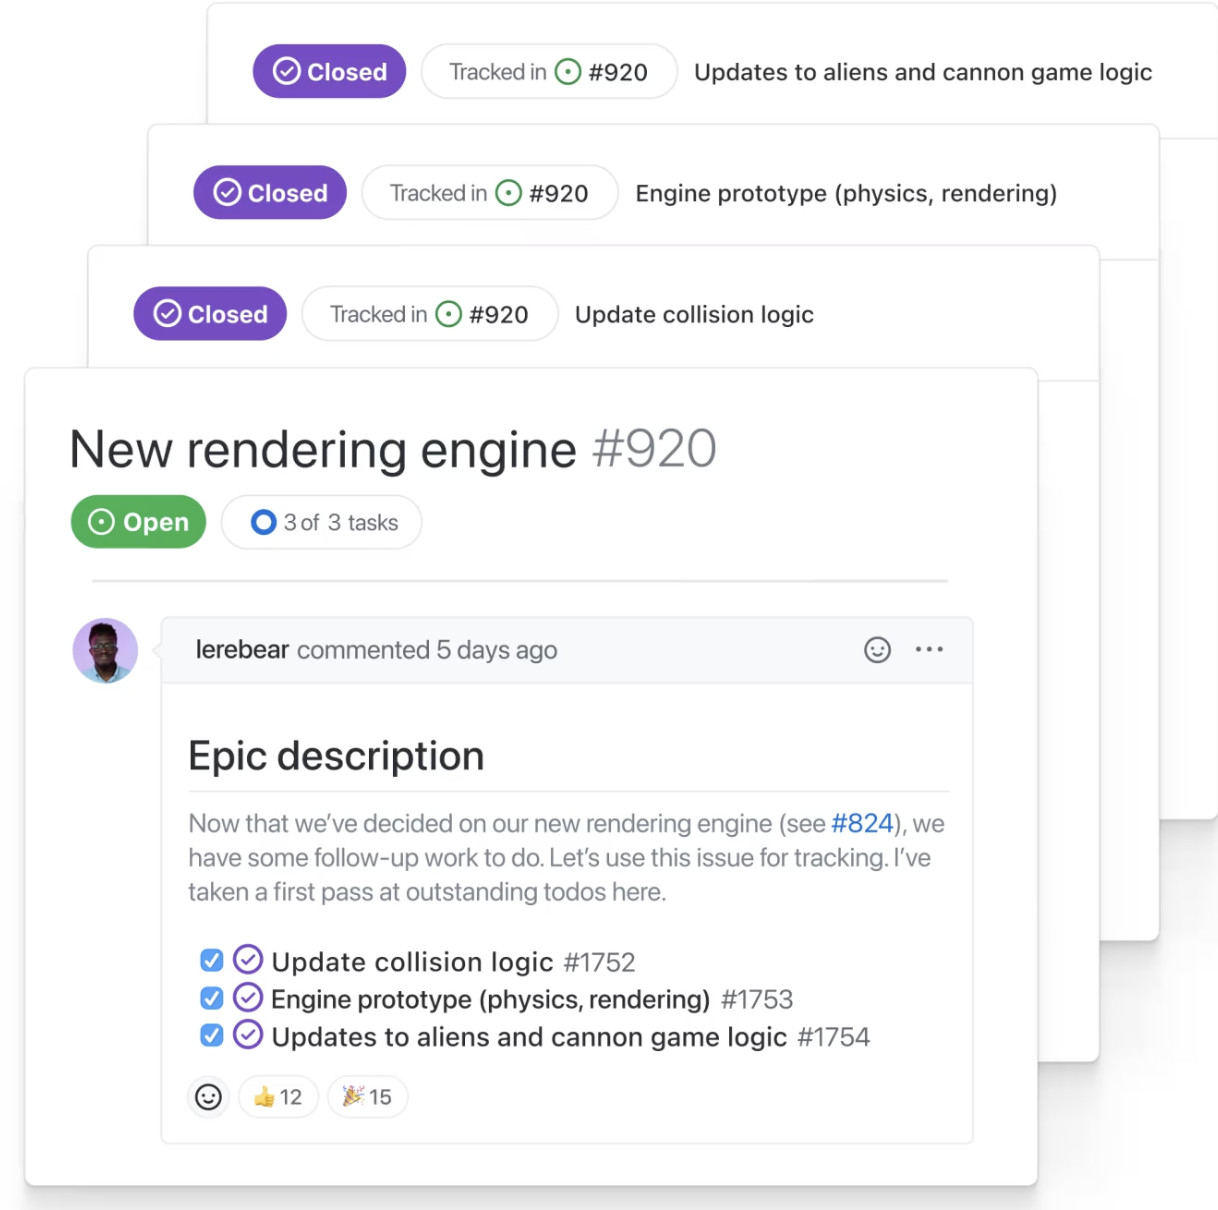 Closed Tracked in #920 Updates to aliens and cannon game logic
Closed Tracked in #920 Engine prototype (physics, rendering)
Closed Tracked in #920 Update collision logic
New rendering engine #920
Open 3 of 3 tasks
lerebear commented 5 days ago
Epic description
Now that we’ve decided on our new rendering engine (see #824), we
have some follow-up work to do. Let’s use this issue for tracking. I’ve
taken a first pass at outstanding todos here.
Update collision logic #1752
Engine prototype (physics, rendering) #1753
Updates to aliens and cannon game logic #1754
👍 12 🎉 15